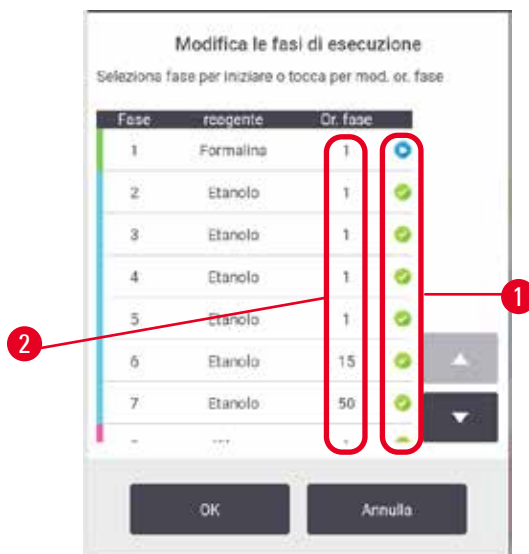 Modifica le fasi di esecuzione
Seleziona fase per iniziare o tocca per mod. or. fase
Fase reagente Or. fase
1 Formalina 1
2 Etanolo 1
3 Etanolo 1
4 Etanolo 1
5 Etanolo 1
6 Etanolo 15
7 Etanolo 50
1
2
OK Annulla